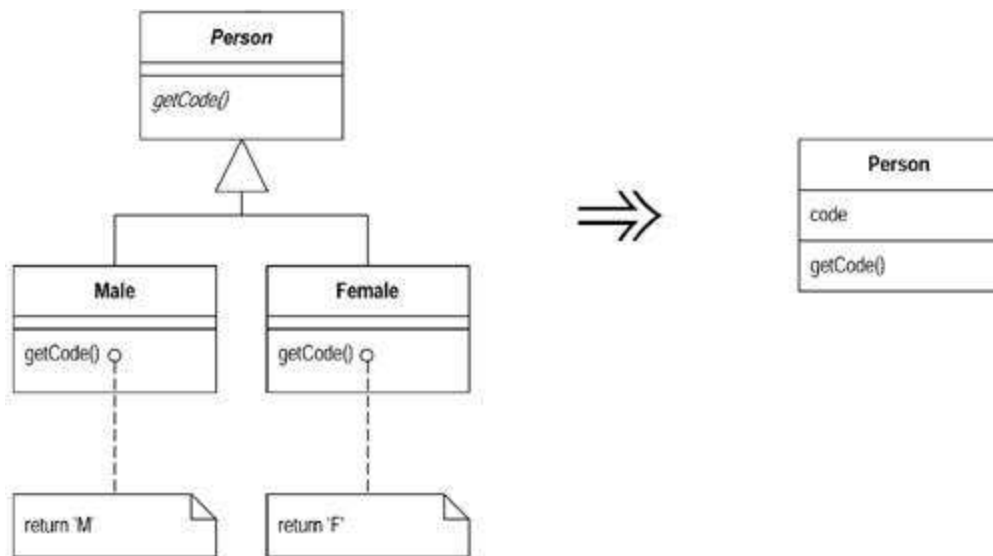 Person
getCode()
Person
code
getCode()
Male
Female
getCode()
getCode()
return 'M'
return 'F'